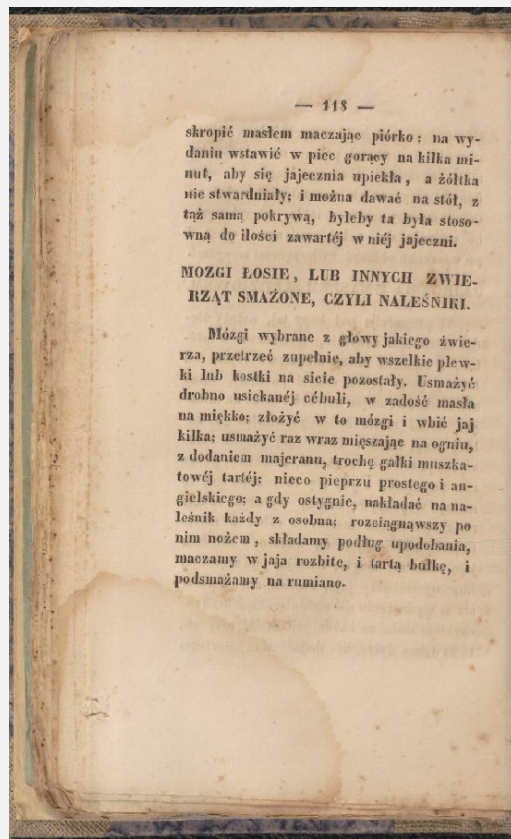 — 118 —
skropić masłem maczając piórko; na wy-
daniu wstawić w piec gorący na kilka mi-
nut, aby się jajecznia upiekła, a żółtka
nie stwardniały; i można dawać na stół, z
tąż samą pokrywą, byleby ta była stoso-
wną do ilości zawartéj w niéj jajeczni.
MOZGI ŁOSIE, LUB INNYCH ZWIE-
RZĄT SMAŻONE, CZYLI NALEŚNIKI.
Mózgi wybrane z głowy jakiego źwie-
rza, przetrzeć zupełnie, aby wszelkie plew-
ki lub kostki na sicie pozostały. Usmażyć
drobno usiekanéj cébuli, w zadość masła
na miękko; złożyć w to mózgi i wbić jaj
kilka; usmażyć raz wraz mięszając na ogniu,
z dodaniem majeranu, trochę gałki muszka-
towéj tartéj; nieco pieprzu prostego i an-
gielskiego; a gdy ostygnie, nakładać na na-
leśnik każdy z osobna; rozciągnąwszy po
nim nożem, składamy podług upodobania,
maczamy w jaja rozbite, i tartą bułkę, i
podsmażamy na rumiano.